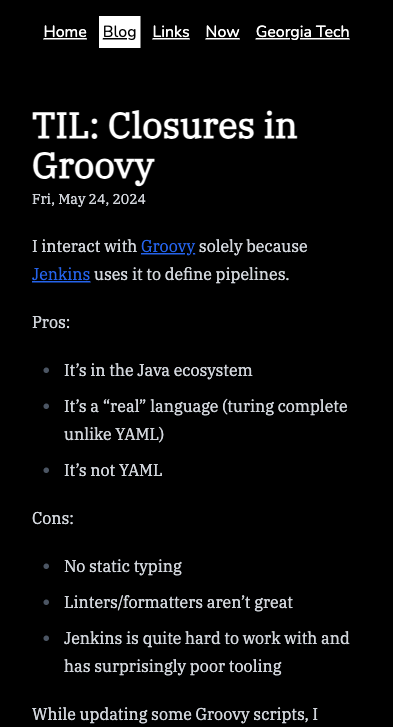 Home Blog Links Now Georgia Tech
TIL: Closures in
Groovy
Fri, May 24, 2024
I interact with Groovy solely because
Jenkins uses it to define pipelines.
Pros:
• It’s in the Java ecosystem
• It’s a “real” language (turing complete
unlike YAML)
• It’s not YAML
Cons:
• No static typing
• Linters/formatters aren’t great
• Jenkins is quite hard to work with and
has surprisingly poor tooling
While updating some Groovy scripts, I